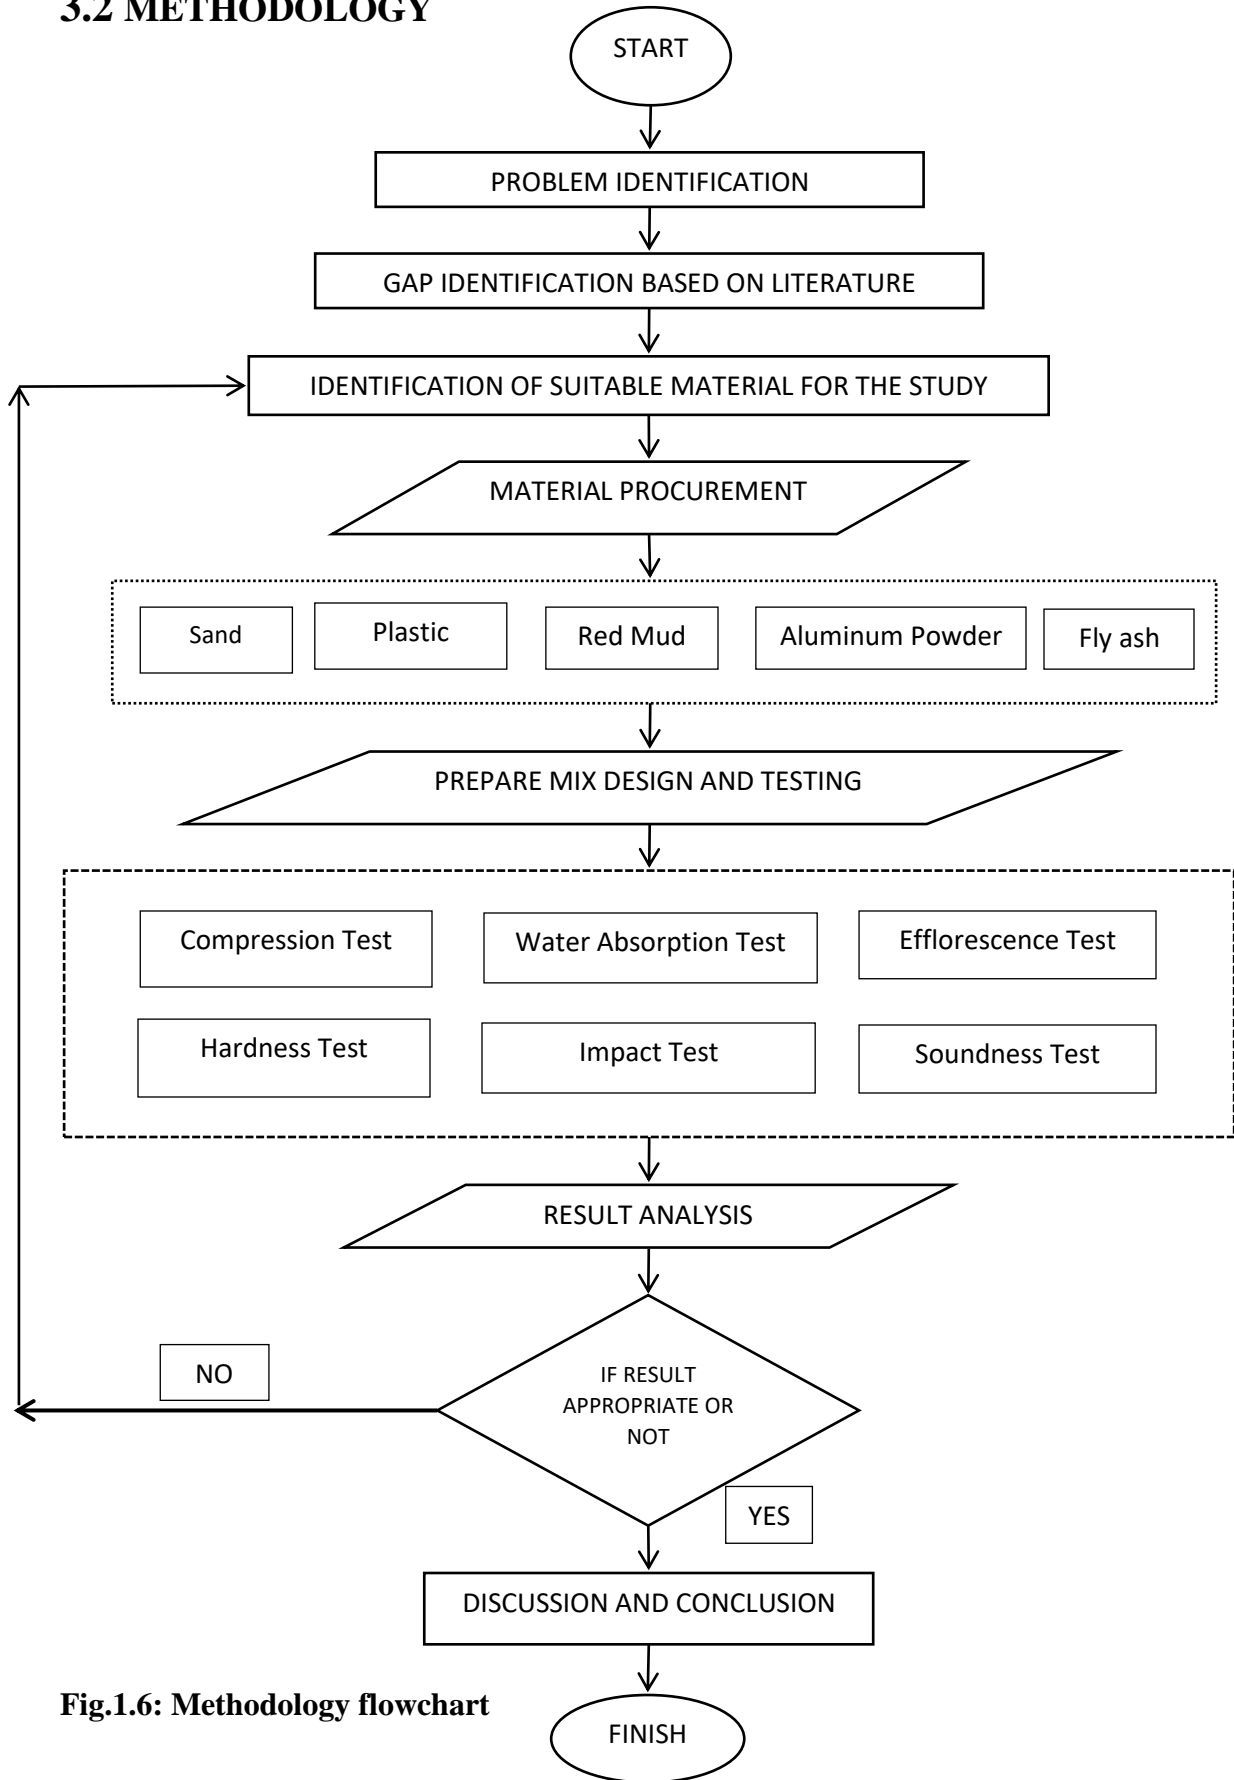 3.2 METHODOLOGY
START
PROBLEM IDENTIFICATION
GAP IDENTIFICATION BASED ON LITERATURE
IDENTIFICATION OF SUITABLE MATERIAL FOR THE STUDY
MATERIAL PROCUREMENT
Sand
Plastic
Red Mud
Aluminum Powder
Fly ash
PREPARE MIX DESIGN AND TESTING
Compression Test
Water Absorption Test
Efflorescence Test
Hardness Test
Impact Test
Soundness Test
RESULT ANALYSIS
IF RESULT
APPROPRIATE OR
NOT
NO
YES
DISCUSSION AND CONCLUSION
Fig.1.6: Methodology flowchart
FINISH